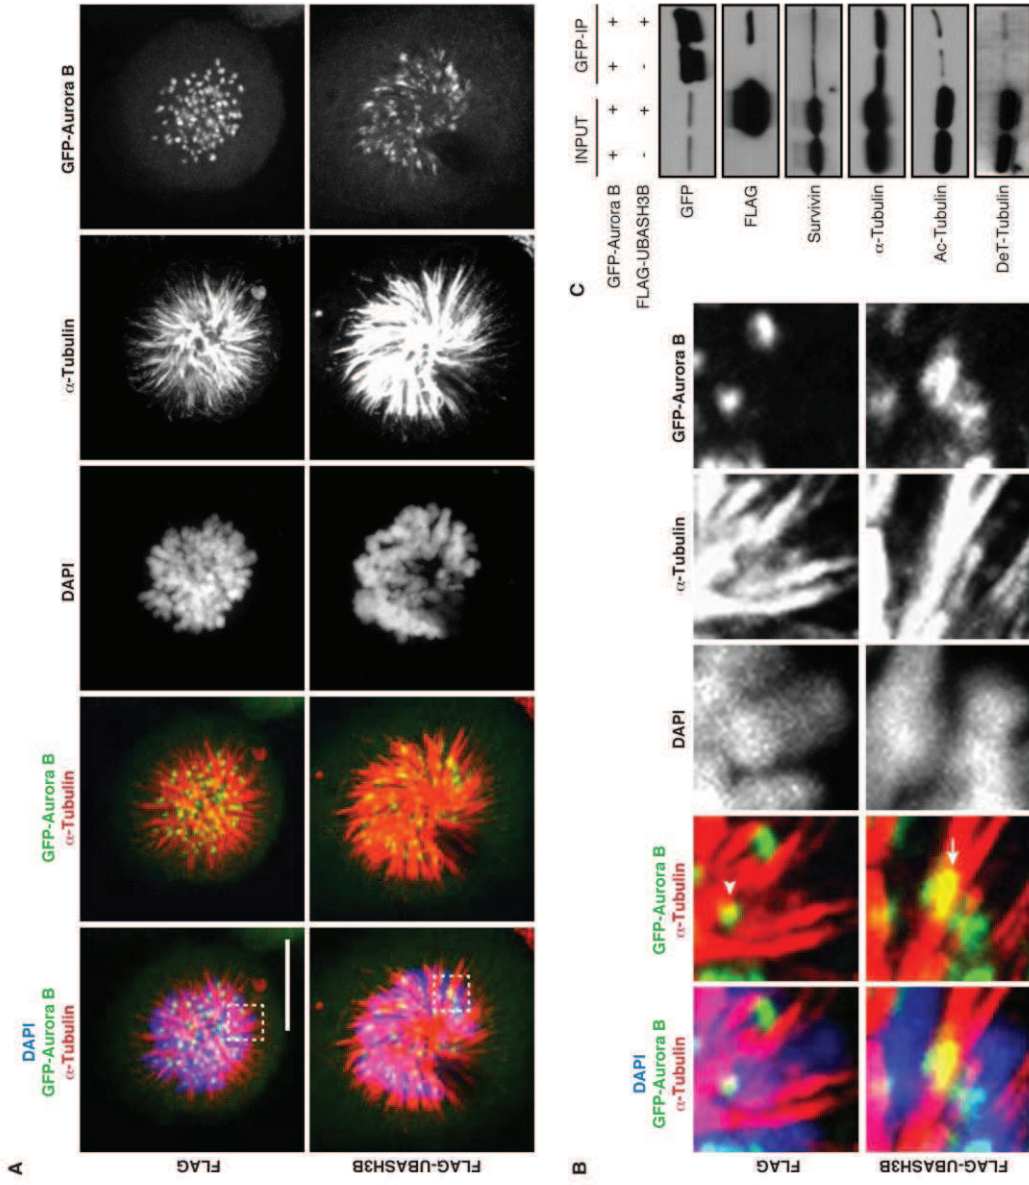 A
DAPI
GFP-Aurora B
α-Tubulin
GFP-Aurora B
α-Tubulin
DAPI
α-Tubulin
GFP-Aurora B
FLAG
FLAG-UBASH3B
B
DAPI
GFP-Aurora B
α-Tubulin
GFP-Aurora B
α-Tubulin
DAPI
α-Tubulin
GFP-Aurora B
FLAG
FLAG-UBASH3B
C
INPUT GFP-IP
GFP-Aurora B + + + +
FLAG-UBASH3B - + - +
GFP
FLAG
Survivin
α-Tubulin
Ac-Tubulin
DeT-Tubulin